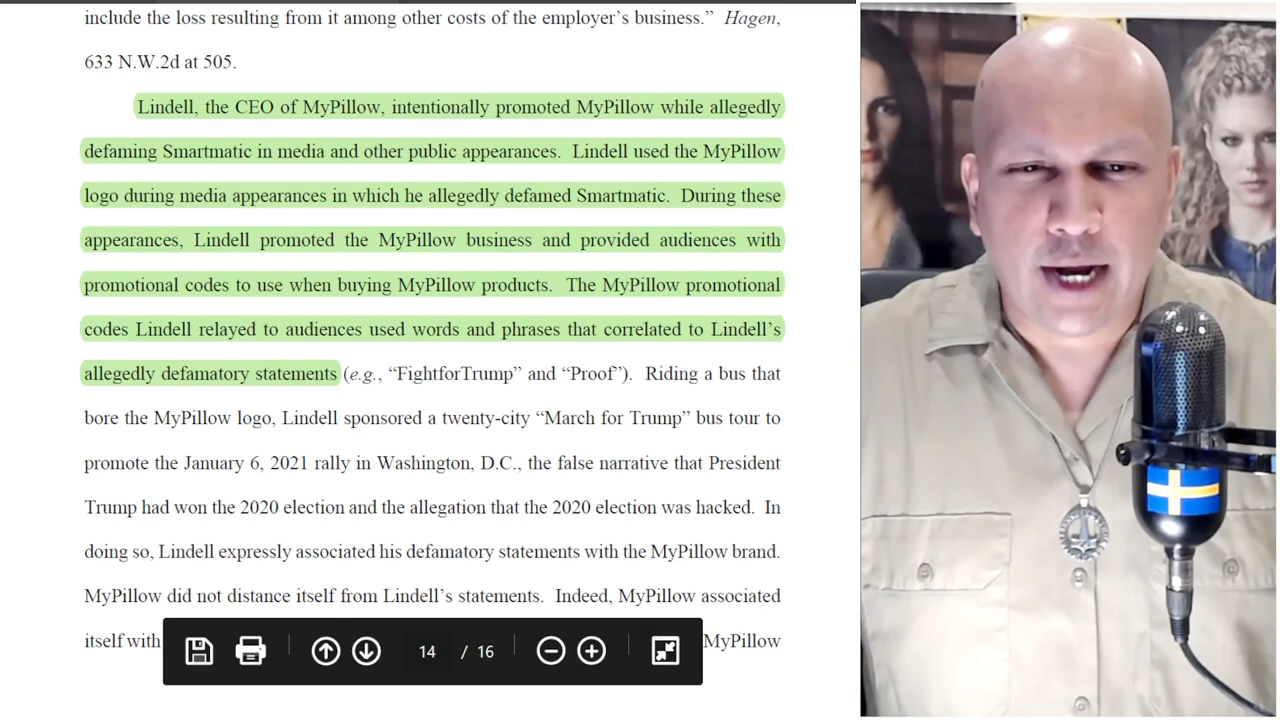 include the loss resulting from it among other costs of the employer’s business.”  Hagen,
633 N.W.2d at 505.
Lindell, the CEO of MyPillow, intentionally promoted MyPillow while allegedly
defaming Smartmatic in media and other public appearances.  Lindell used the MyPillow
logo during media appearances in which he allegedly defamed Smartmatic.  During these
appearances, Lindell promoted the MyPillow business and provided audiences with
promotional codes to use when buying MyPillow products.  The MyPillow promotional
codes Lindell relayed to audiences used words and phrases that correlated to Lindell’s
allegedly defamatory statements (e.g., “FightforTrump” and “Proof”).  Riding a bus that
bore the MyPillow logo, Lindell sponsored a twenty-city “March for Trump” bus tour to
promote the January 6, 2021 rally in Washington, D.C., the false narrative that President
Trump had won the 2020 election and the allegation that the 2020 election was hacked.  In
doing so, Lindell expressly associated his defamatory statements with the MyPillow brand.
MyPillow did not distance itself from Lindell’s statements.  Indeed, MyPillow associated
itself with MyPillow
14 / 16